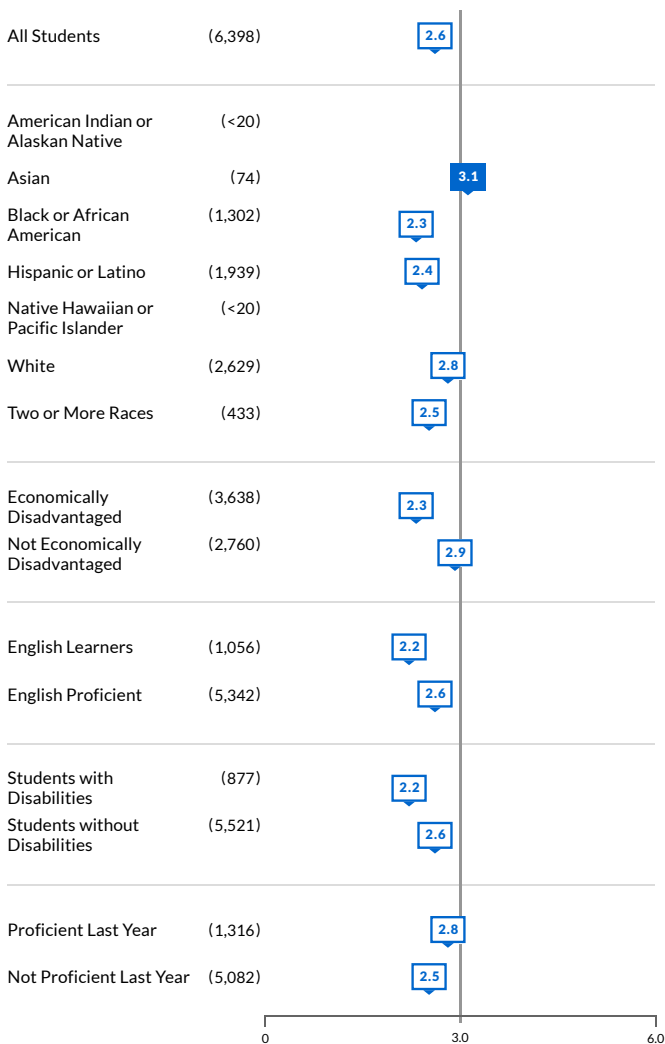 All Students (6,398) 2.6
American Indian or (<20)
Alaskan Native
Asian (74) 3.1
Black or African (1,302) 2.3
American
Hispanic or Latino (1,939) 2.4
Native Hawaiian or (<20)
Pacific Islander
White (2,629) 2.8
Two or More Races (433) 2.5
Economically (3,638) 2.3
Disadvantaged
Not Economically (2,760) 2.9
Disadvantaged
English Learners (1,056) 2.2
English Proficient (5,342) 2.6
Students with (877) 2.2
Disabilities
Students without (5,521) 2.6
Disabilities
Proficient Last Year (1,316) 2.8
Not Proficient Last Year (5,082) 2.5
0 3.0 6.0